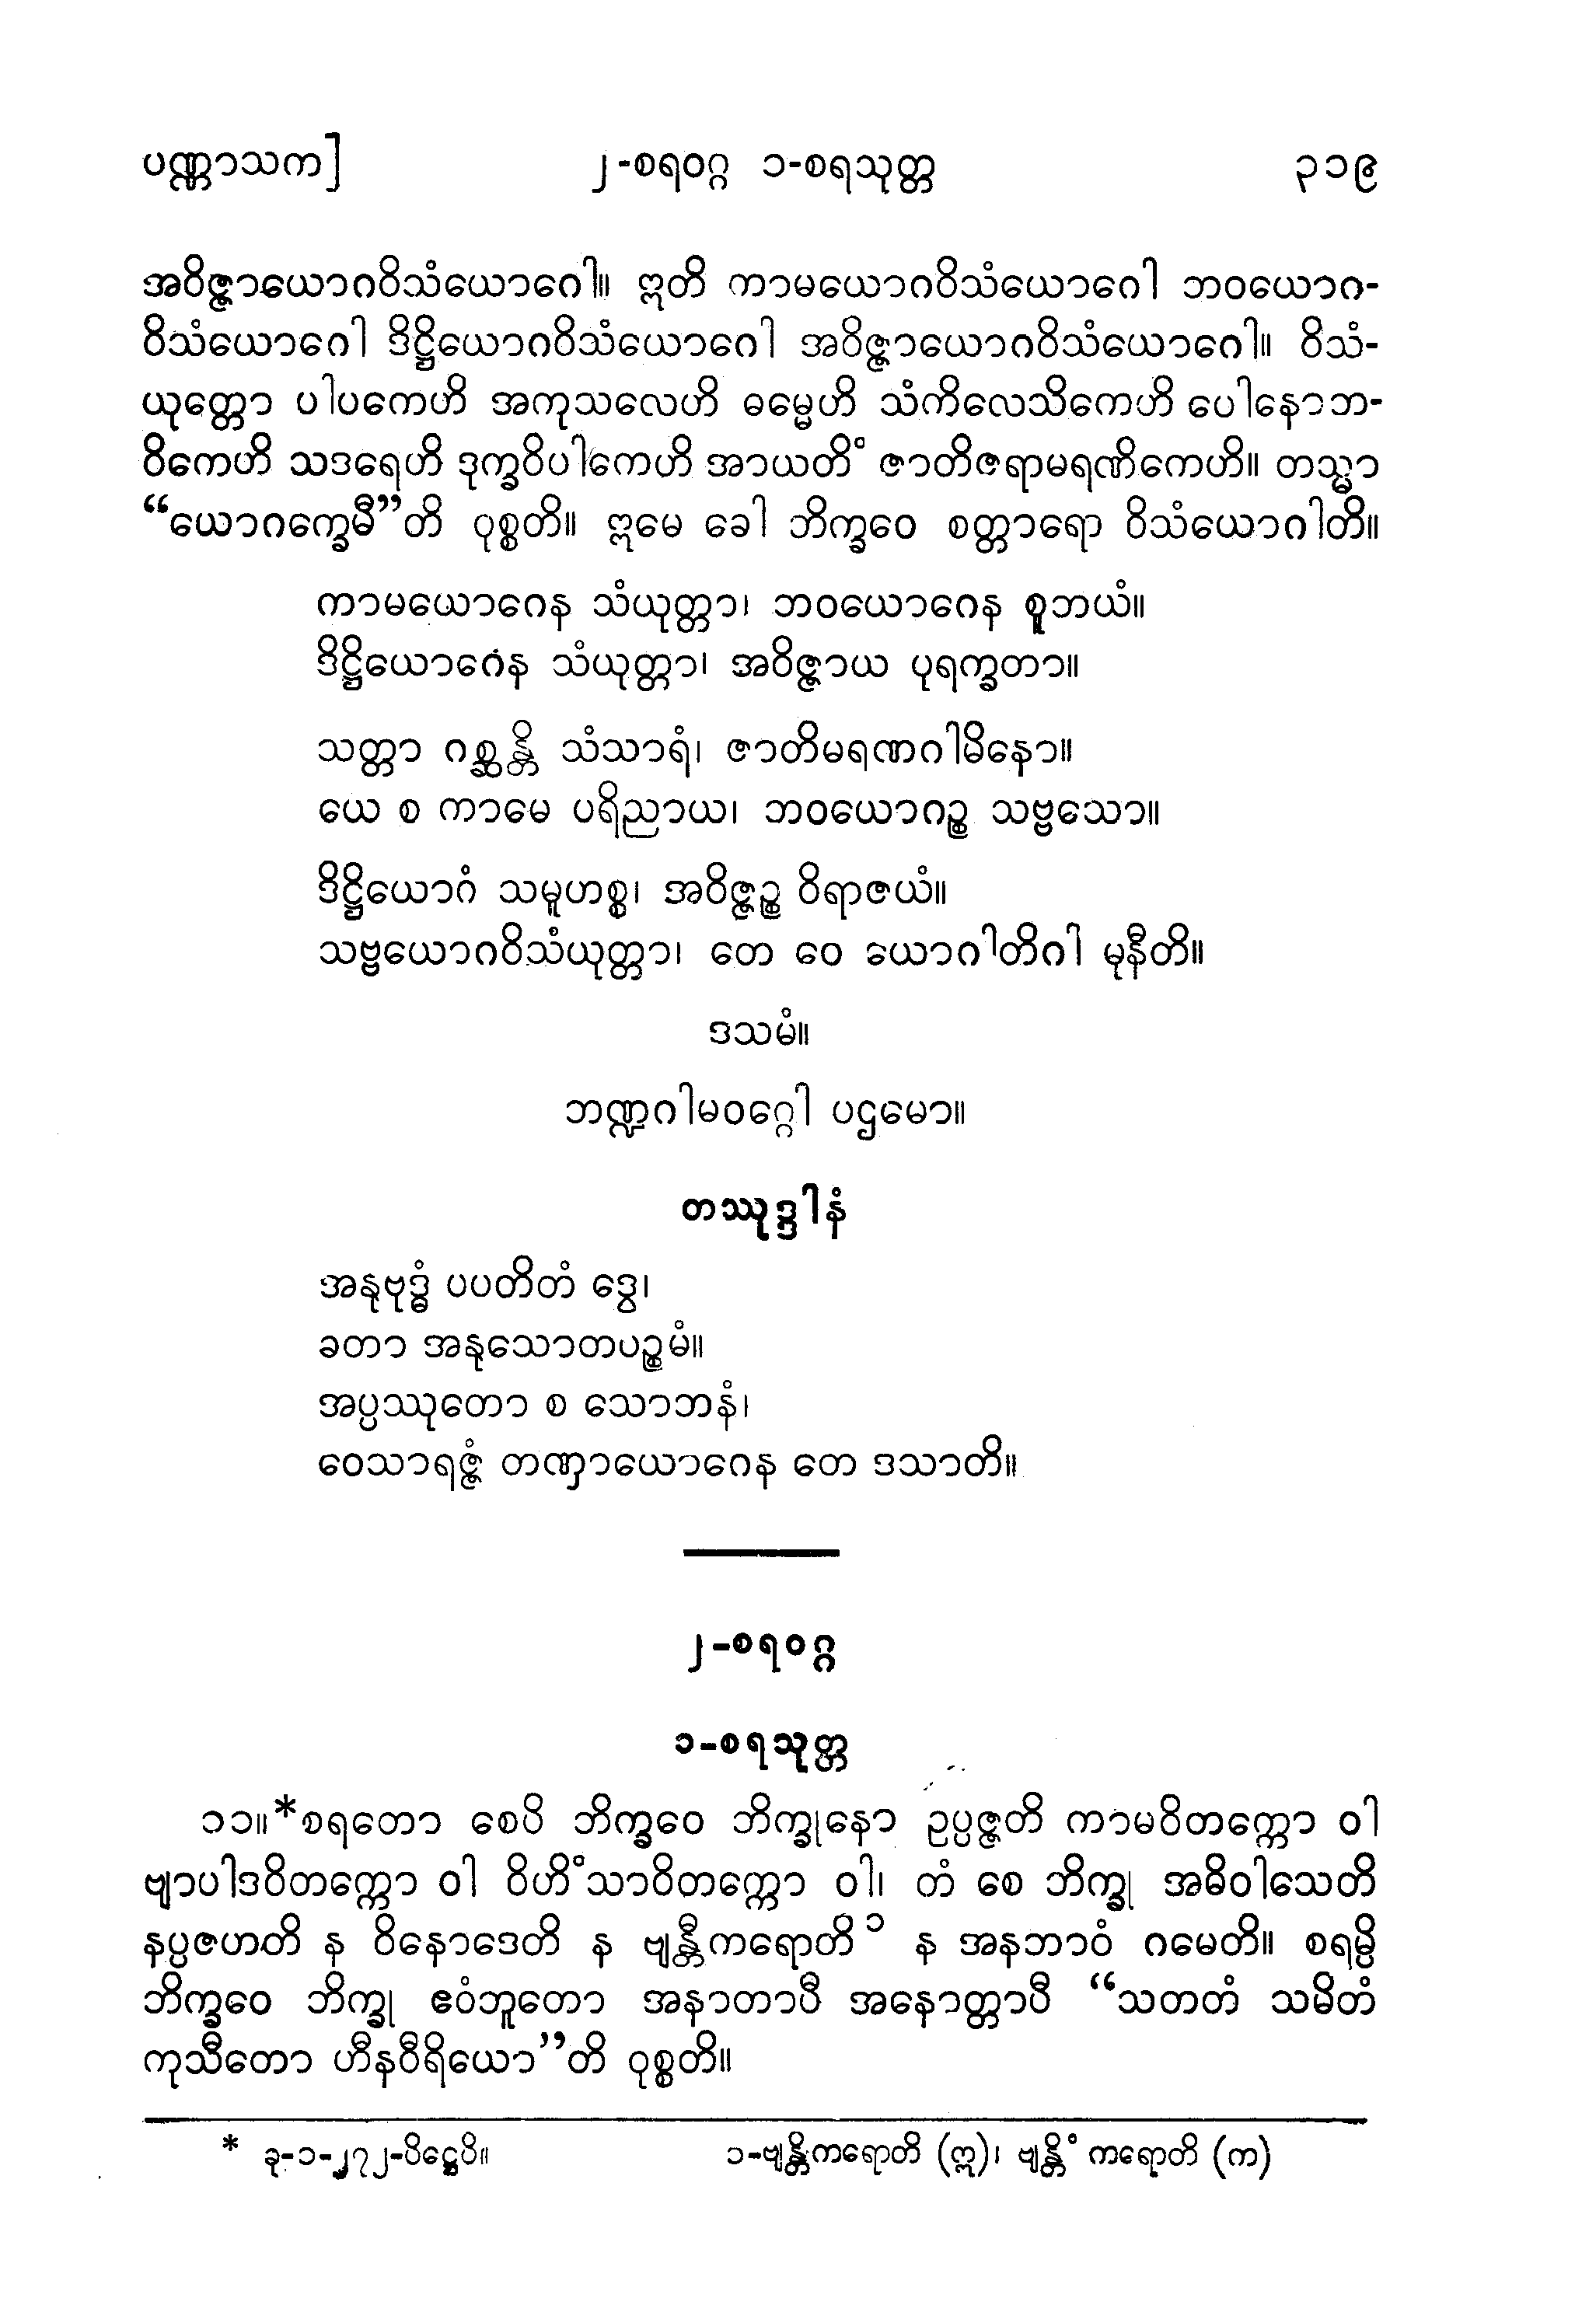 ပဏ္ဏာသက] ၂-စရဝဂ္ဂ ၁-စရသုတ္တ ၃၁၉
အဝိဇ္ဇာယောဂဝိသံယောဂေါ။ ဣတိ ကာမယောဂဝိသံယောဂေါ ဘဝယောဂ-
ဝိသံယောဂေါ ဒိဋ္ဌိယောဂဝိသံယောဂေါ အဝိဇ္ဇာယောဂဝိသံယောဂေါ။ ဝိသံ-
ယုတ္တော ပါပကေဟိ အကုသလေဟိ ဓမ္မေဟိ သံကိလေသိကေဟိ ပေါနောဘ-
ဝိကေဟိ သဒရေဟိ ဒုက္ခဝိပါကေဟိ အာယတိံ ဇာတိဇရာမရဏိကေဟိ။ တသ္မာ
“ယောဂက္ခေမီ”တိ ဝုစ္စတိ။ ဣမေ ခေါ ဘိက္ခဝေ စတ္တာရော ဝိသံယောဂါတိ။
ကာမယောဂေန သံယုတ္တာ၊ ဘဝယောဂေန စူဘယံ။
ဒိဋ္ဌိယောဂေန သံယုတ္တာ၊ အဝိဇ္ဇာယ ပုရက္ခတာ။
သတ္တာ ဂစ္ဆန္တိ သံသာရံ၊ ဇာတိမရဏဂါမိနော။
ယေ စ ကာမေ ပရိညာယ၊ ဘဝယောဂဉ္စ သဗ္ဗသော။
ဒိဋ္ဌိယောဂံ သမူဟစ္စ၊ အဝိဇ္ဇဉ္စ ဝိရာဇယံ။
သဗ္ဗယောဂဝိသံယုတ္တာ၊ တေ ဝေ ယောဂါတိဂါ မုနီတိ။
ဒသမံ။
ဘဏ္ဍဂါမဝဂ္ဂေါ ပဌမော။
တဿုဒ္ဒါနံ
အနုဗုဒ္ဓံ ပပတိတံ ဒွေ၊
ခတာ အနုသောတပဉ္စမံ။
အပ္ပဿုတော စ သောဘနံ၊
ဝေသာရဇ္ဇံ တဏှာယောဂေန တေ ဒသာတိ။
၂-စရဝဂ္ဂ
၁-စရသုတ္တ
၁၁။*စရတော စေပိ ဘိက္ခဝေ ဘိက္ခုနော ဥပ္ပဇ္ဇတိ ကာမဝိတက္ကော ဝါ
ဗျာပါဒဝိတက္ကော ဝါ ဝိဟိံသာဝိတက္ကော ဝါ၊ တံ စေ ဘိက္ခု အဓိဝါသေတိ
နပ္ပဇဟတိ န ဝိနောဒေတိ န ဗျန္တီကရောတိ၁ န အနဘာဝံ ဂမေတိ။ စရမ္ပိ
ဘိက္ခဝေ ဘိက္ခု ဧဝံဘူတော အနာတာပီ အနောတ္တာပီ “သတတံ သမိတံ
ကုသီတော ဟီနဝီရိယော”တိ ဝုစ္စတိ။
* ခု-၁-၂၇၂-ပိဋ္ဌေပိ။ ၁-ဗျန္တိကရောတိ (ဣ)၊ ဗျန္တိံ ကရောတိ (က)